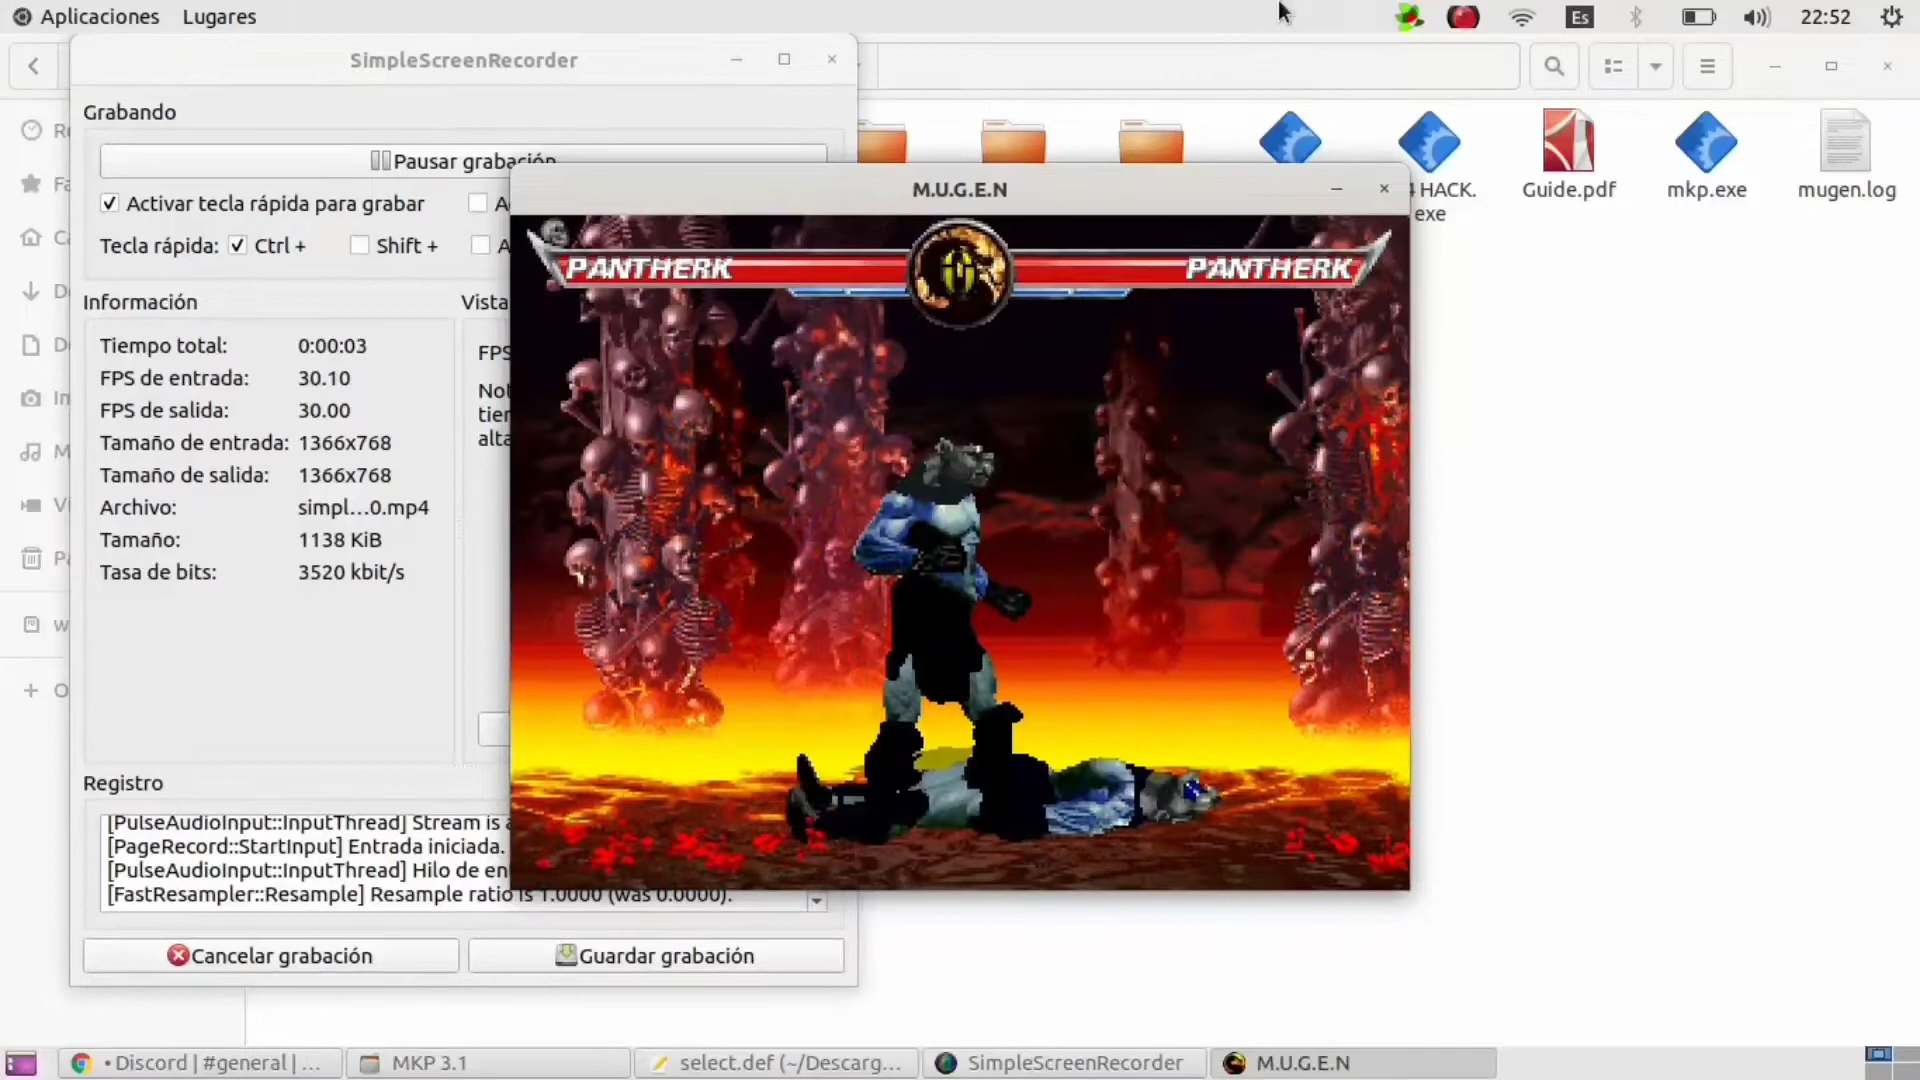 Aplicaciones Lugares
Es
22:52
SimpleScreenRecorder
Grabando
Pausar grabación
Activar tecla rápida para grabar
Tecla rápida: Ctrl + Shift +
Información
Vista
Tiempo total: 0:00:03
FPS
FPS de entrada: 30.10
FPS de salida: 30.00
Tamaño de entrada: 1366x768
Tamaño de salida: 1366x768
Archivo: simpl...0.mp4
Tamaño: 1138 KiB
Tasa de bits: 3520 kbit/s
Registro
[PulseAudioInput::InputThread] Stream is
[PageRecord::StartInput] Entrada iniciada.
[PulseAudioInput::InputThread] Hilo de
[FastResampler::Resample] Resample ratio is 1.0000 (was 0.0000).
Cancelar grabación
Guardar grabación
M.U.G.E.N
PANTHERK
PANTHERK
HACK.
exe
Guide.pdf
mkp.exe
mugen.log
• Discord | #general | ...
MKP 3.1
select.def (~/Descarg...
SimpleScreenRecorder
M.U.G.E.N